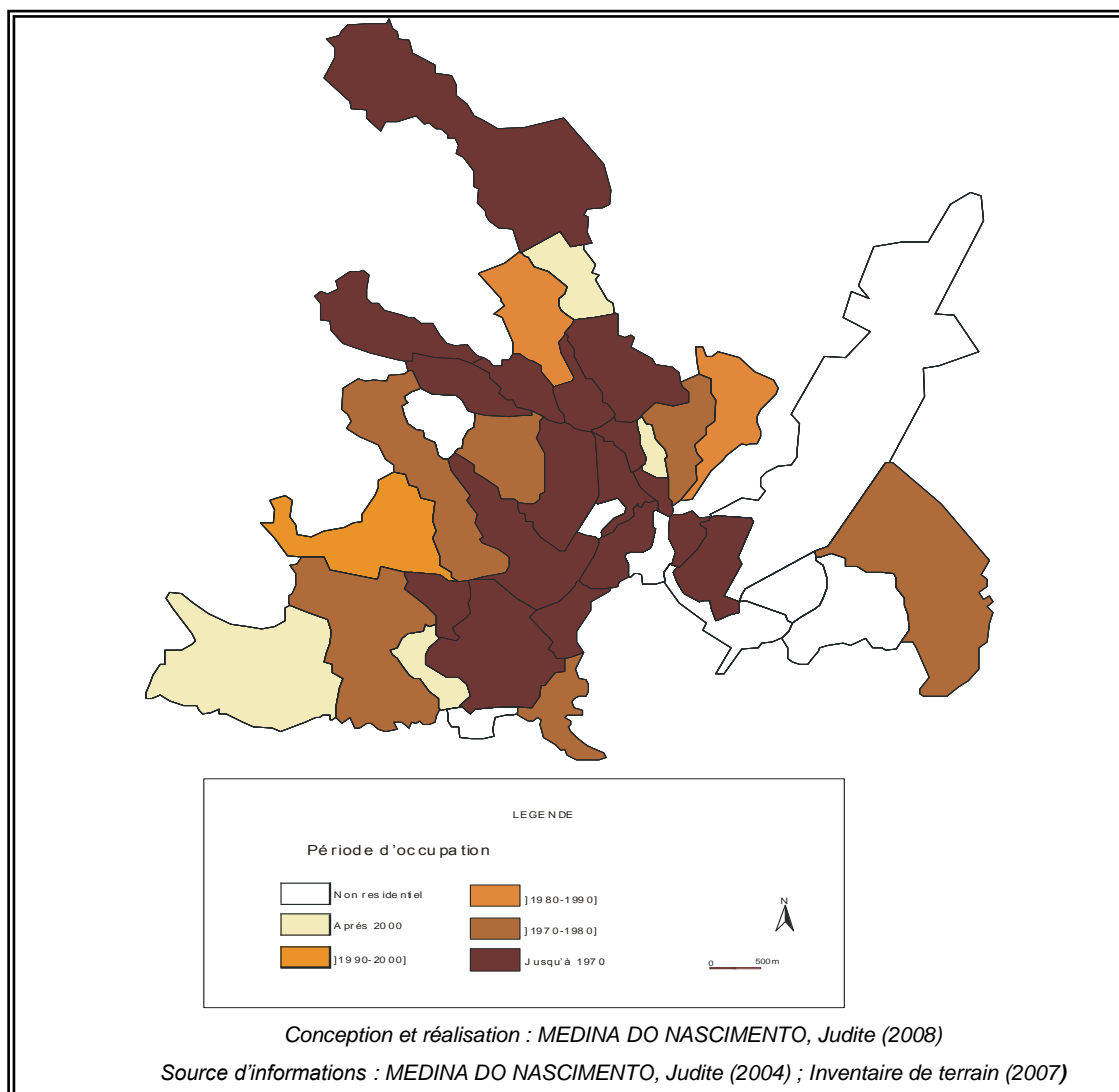 LEGENDE
Période d'occupation
Non residentiel
]1980-1990]
Aprés 2000
]1970-1980]
]1990-2000]
Jusqu'à 1970
N
0 500m
Conception et réalisation : MEDINA DO NASCIMENTO, Judite (2008)
Source d'informations : MEDINA DO NASCIMENTO, Judite (2004) ; Inventaire de terrain (2007)